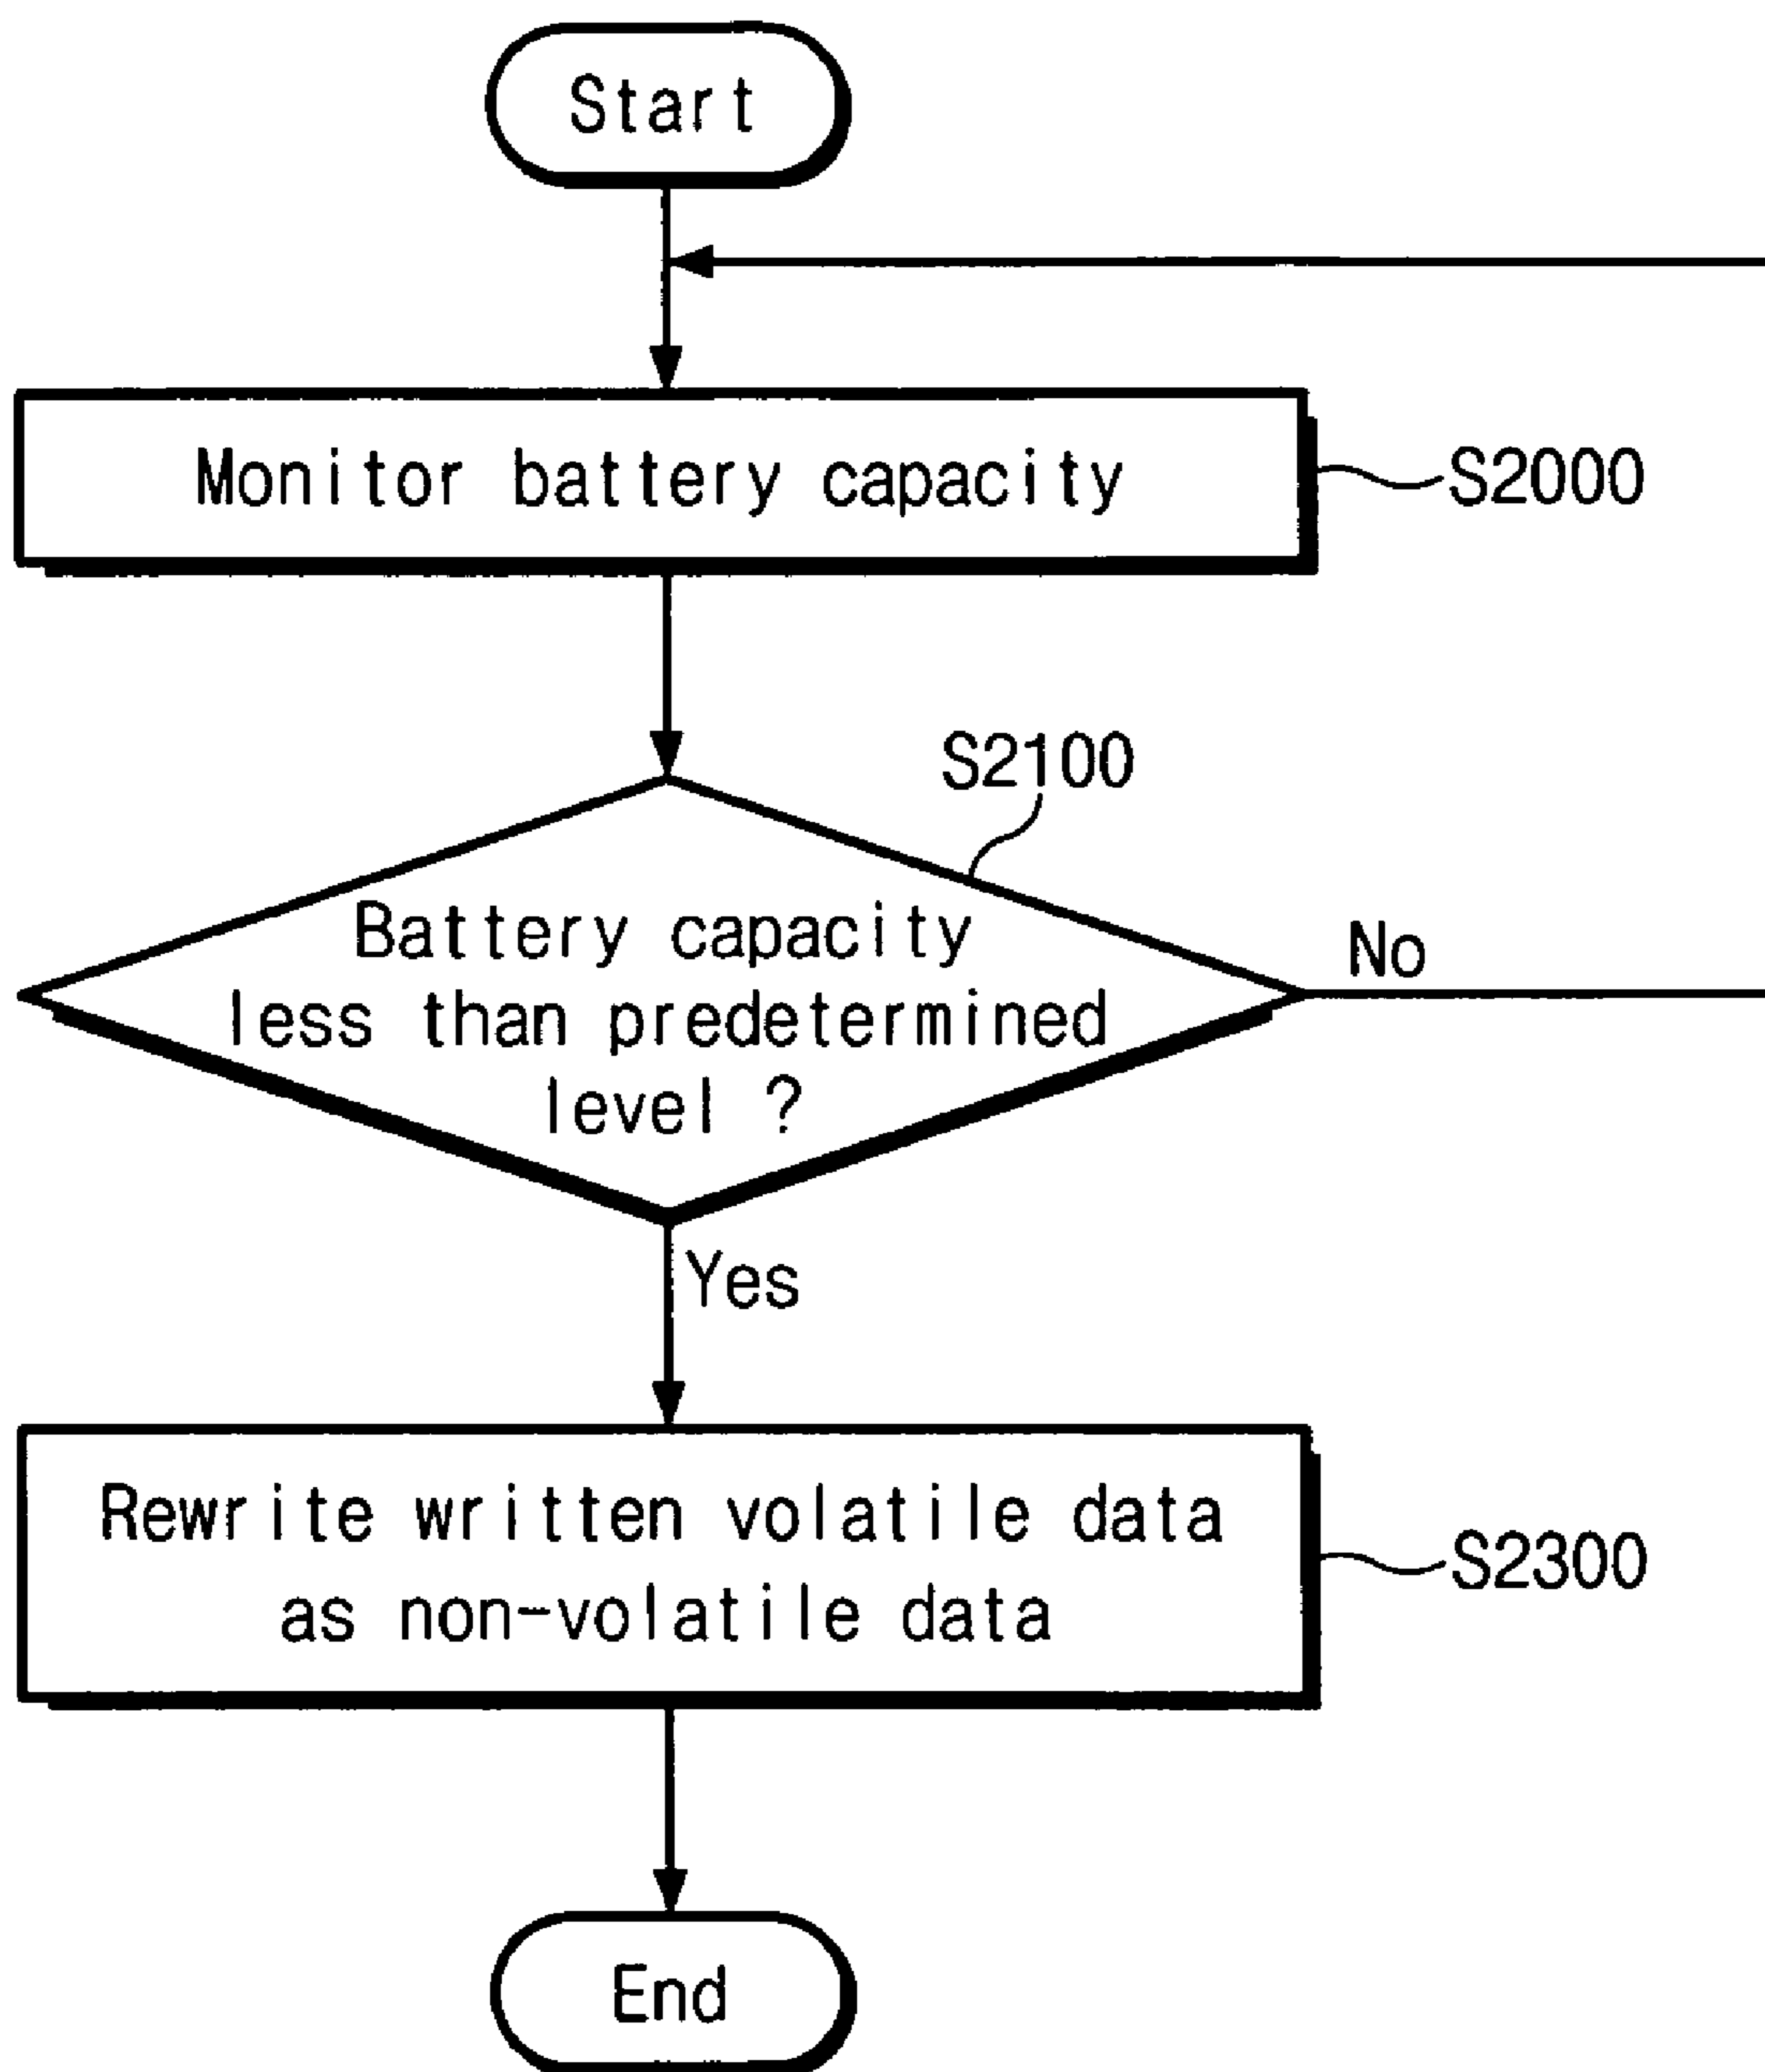 Start
Monitor battery capacity
S2000
S2100
Battery capacity
less than predetermined
level ?
No
Yes
Rewrite written volatile data
as non-volatile data
S2300
End